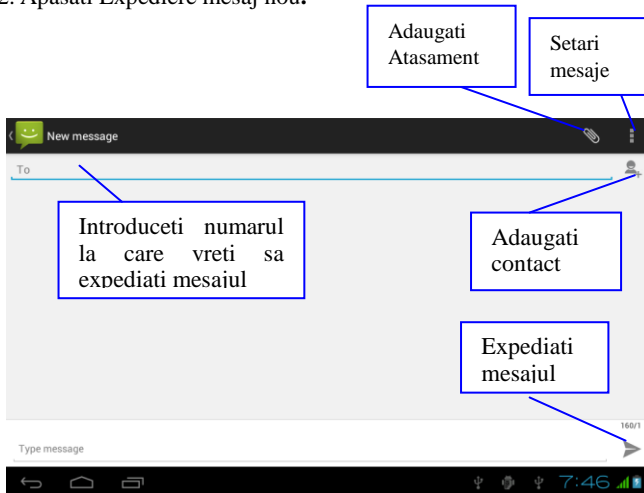 2. Apasati Expediere mesaj nou.
Adaugati
Atasament
Setari
mesaje
New message
To
Introduceti numarul
la care vreti sa
expediati mesajul
Adaugati
contact
Expediati
mesajul
160/1
Type message
7:46